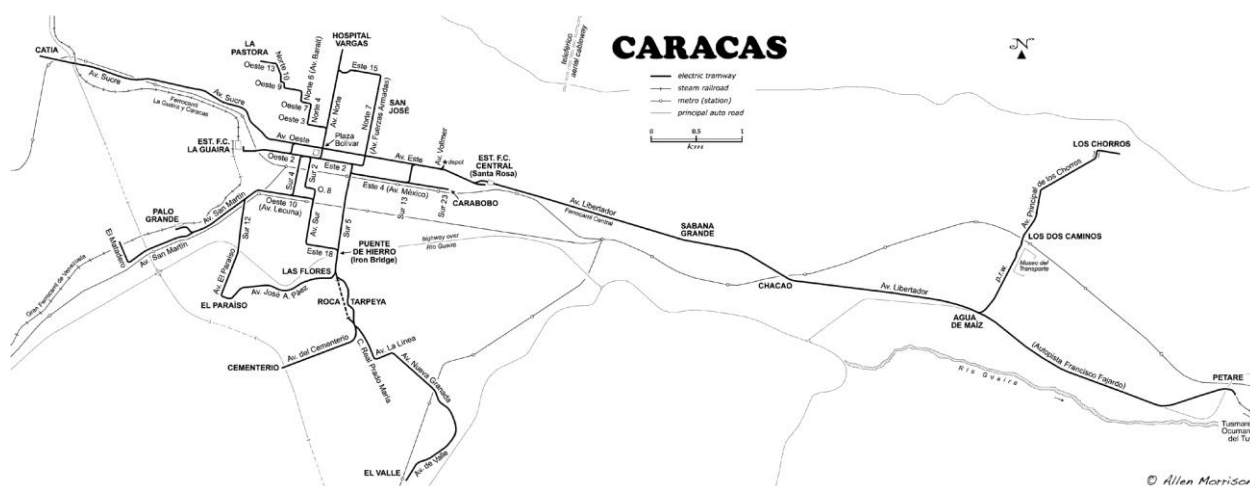 CARACAS
N
electric tramway
steam railroad
metro (station)
principal auto road
0 0.5 1
km
teleférico
aerial cableway
CATIA
Av. Sucre
Av. Sucre
Ferrocarril
La Guaira y Caracas
LA
PASTORA
Norte 10
Oeste 13
Oeste 9
Oeste 7
Oeste 3
Norte 6 (Av. Baralt)
Norte 4
HOSPITAL
VARGAS
Av. Norte
Este 15
SAN
JOSÉ
Norte 7
(Av. Fuerzas Armadas)
Plaza
Bolívar
Av. Oeste
EST. F.C.
LA GUAIRA
Oeste 2
Sur 4
Sur 2
Este 2
Av. Este
Av. Vollmer
depot
EST. F.C.
CENTRAL
(Santa Rosa)
Este 4 (Av. México)
CARABOBO
Sur 13
Sur 23
O. 8
Oeste 10
(Av. Lecuna)
Av. Sur
Sur 5
Este 18
PUENTE
DE HIERRO
(Iron Bridge)
highway over
Río Guaire
PALO
GRANDE
Av. San Martín
El Matadero
Av. San Martín
Sur 12
Av. El Paraíso
Gran Ferrocarril de Venezuela
EL PARAÍSO
Av. José A. Páez
LAS FLORES
ROCA TARPEYA
CEMENTERIO
Av. del Cementerio
C. Real Prado María
Av. La Línea
Av. Nueva Granada
EL VALLE
Av. de Valle
Av. Libertador
Ferrocarril Central
SABANA
GRANDE
CHACAO
Av. Libertador
AGUA
DE MAÍZ
p.r.w.
Museo del
Transporte
LOS DOS CAMINOS
Av. Principal de los Chorros
LOS CHORROS
(Autopista Francisco Fajardo)
Río Guaire
PETARE
Ocumar
del Tu
© Allen Morrison